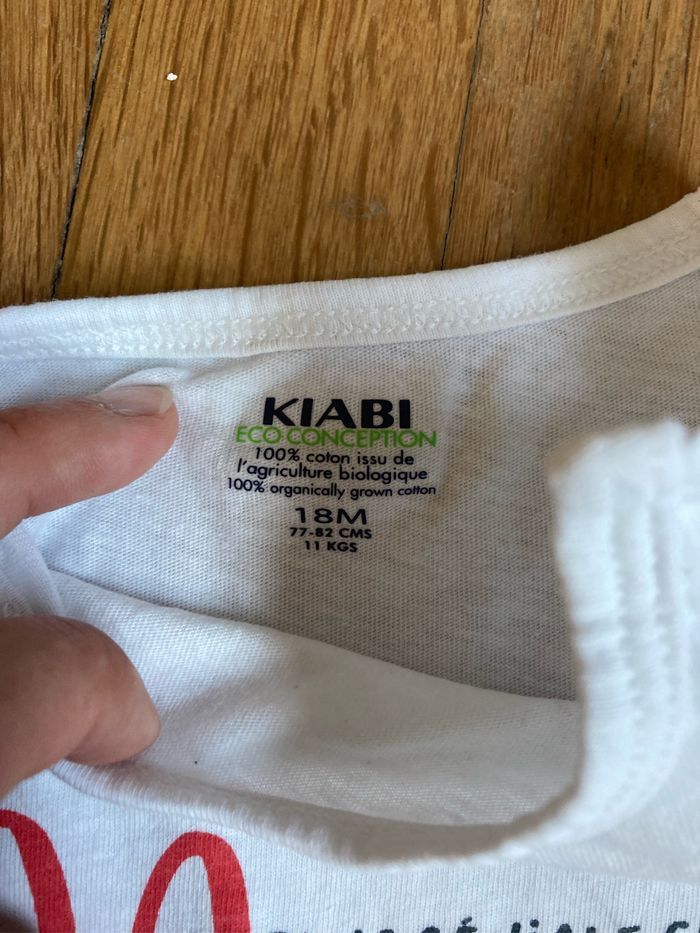 KIABI
ECO CONCEPTION
100% coton issu de
l'agriculture biologique
100% organically grown cotton
18M
77-82 CMS
11 KGS